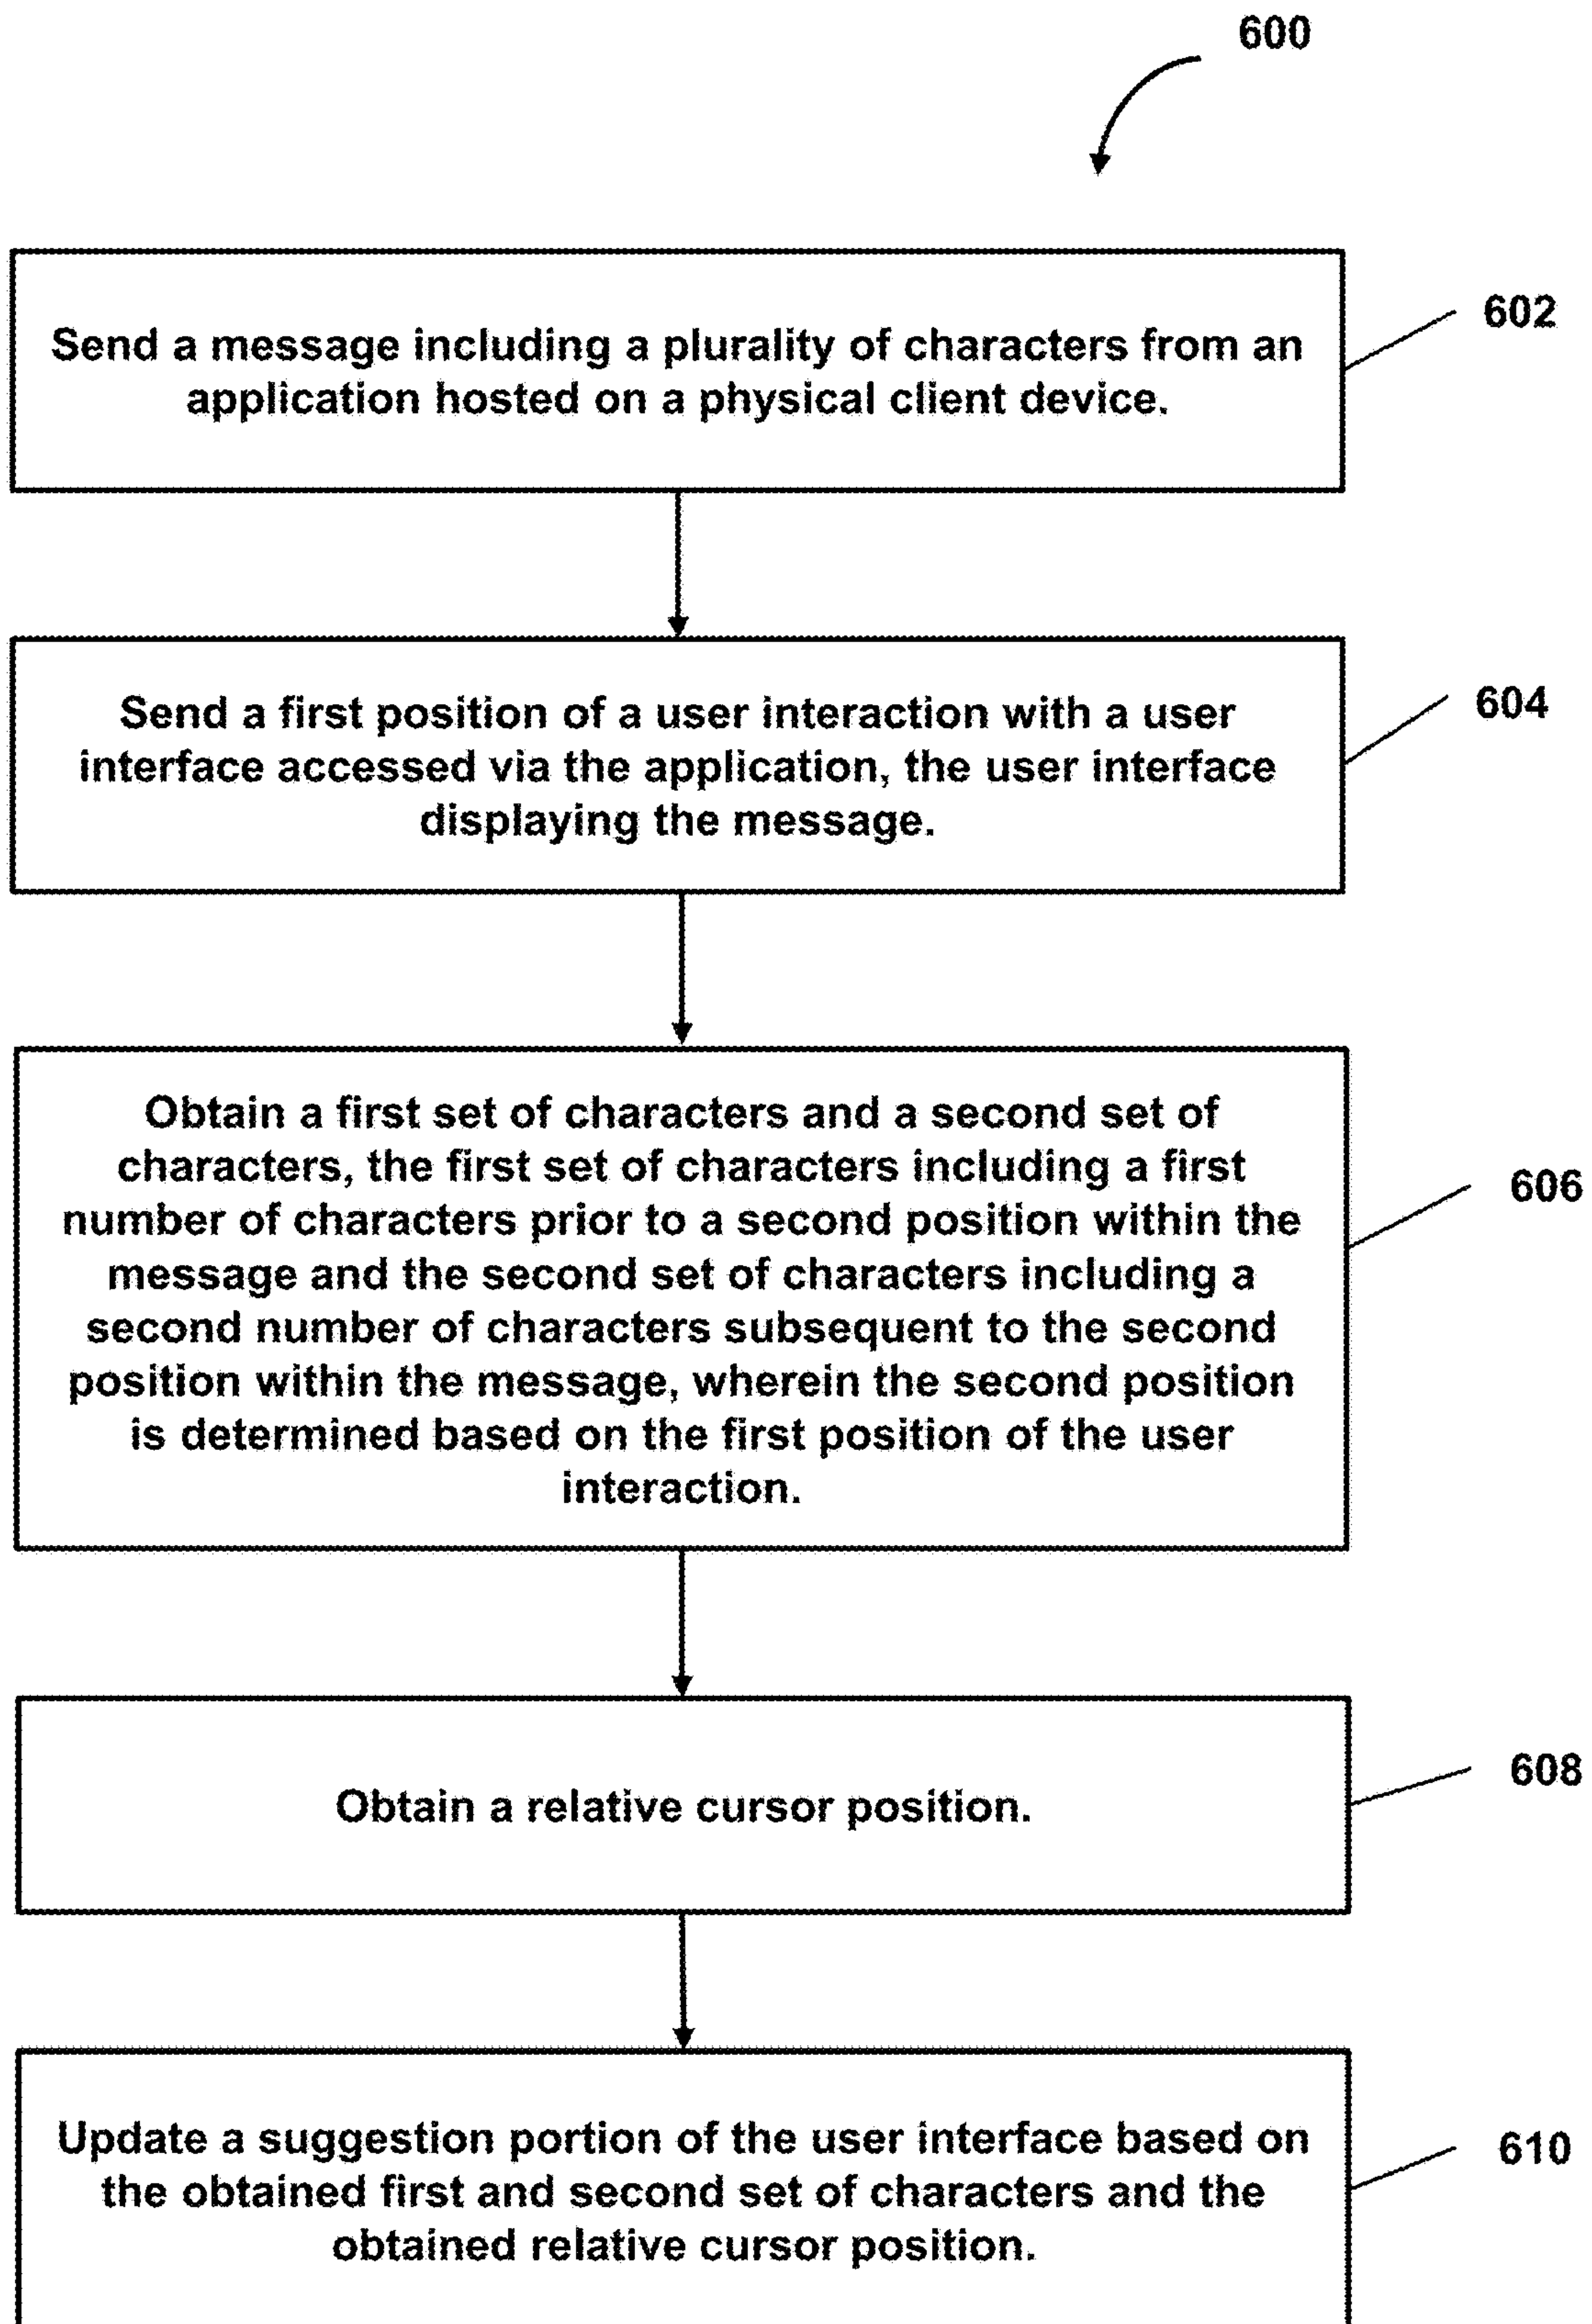 600
Send a message including a plurality of characters from an
application hosted on a physical client device.
602
Send a first position of a user interaction with a user
interface accessed via the application, the user interface
displaying the message.
604
Obtain a first set of characters and a second set of
characters, the first set of characters including a first
number of characters prior to a second position within the
message and the second set of characters including a
second number of characters subsequent to the second
position within the message, wherein the second position
is determined based on the first position of the user
interaction.
606
Obtain a relative cursor position.
608
Update a suggestion portion of the user interface based on
the obtained first and second set of characters and the
obtained relative cursor position.
610